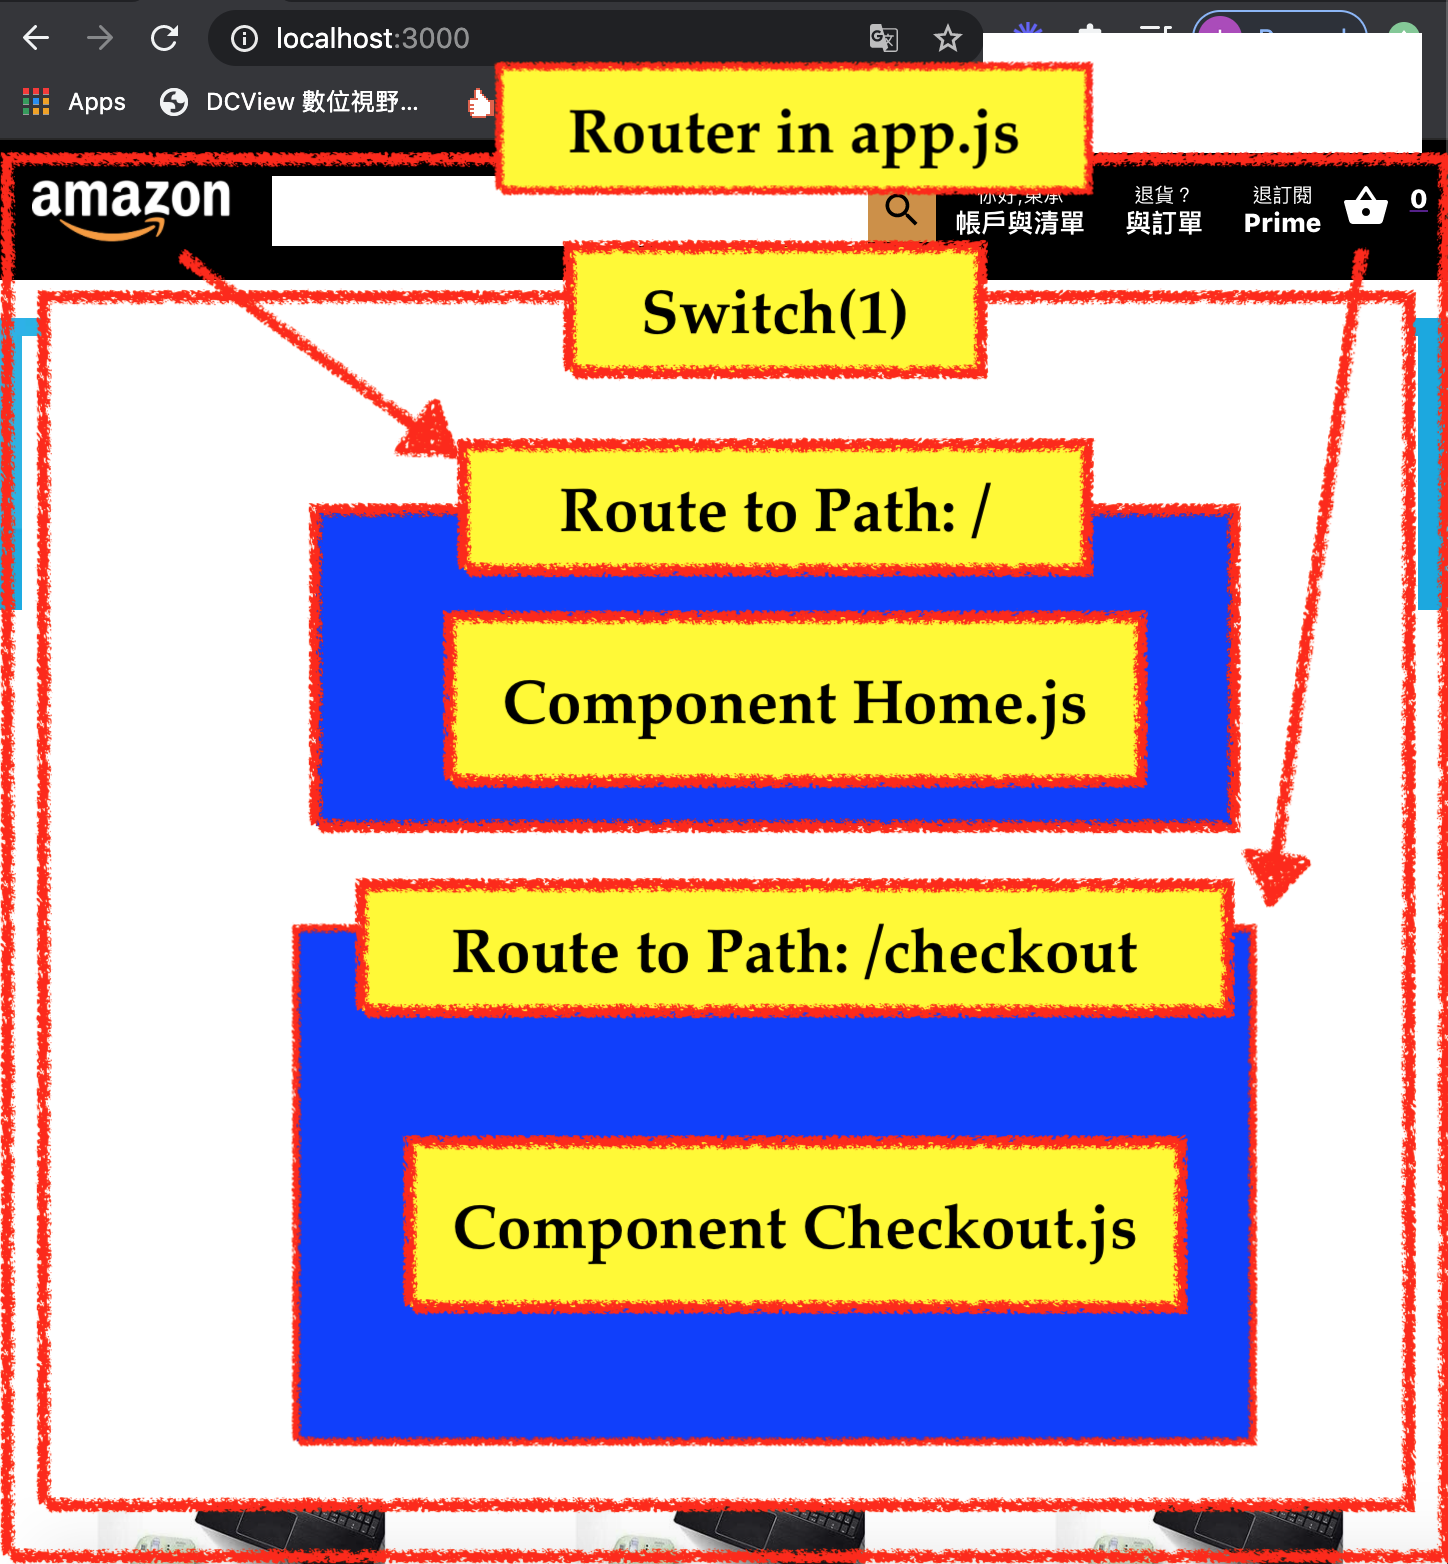 localhost:3000
Apps
DCView 數位視野...
Router in app.js
amazon
你好,東承
帳戶與清單
退貨？
與訂單
退訂閱
Prime
0
Switch(1)
Route to Path: /
Component Home.js
Route to Path: /checkout
Component Checkout.js